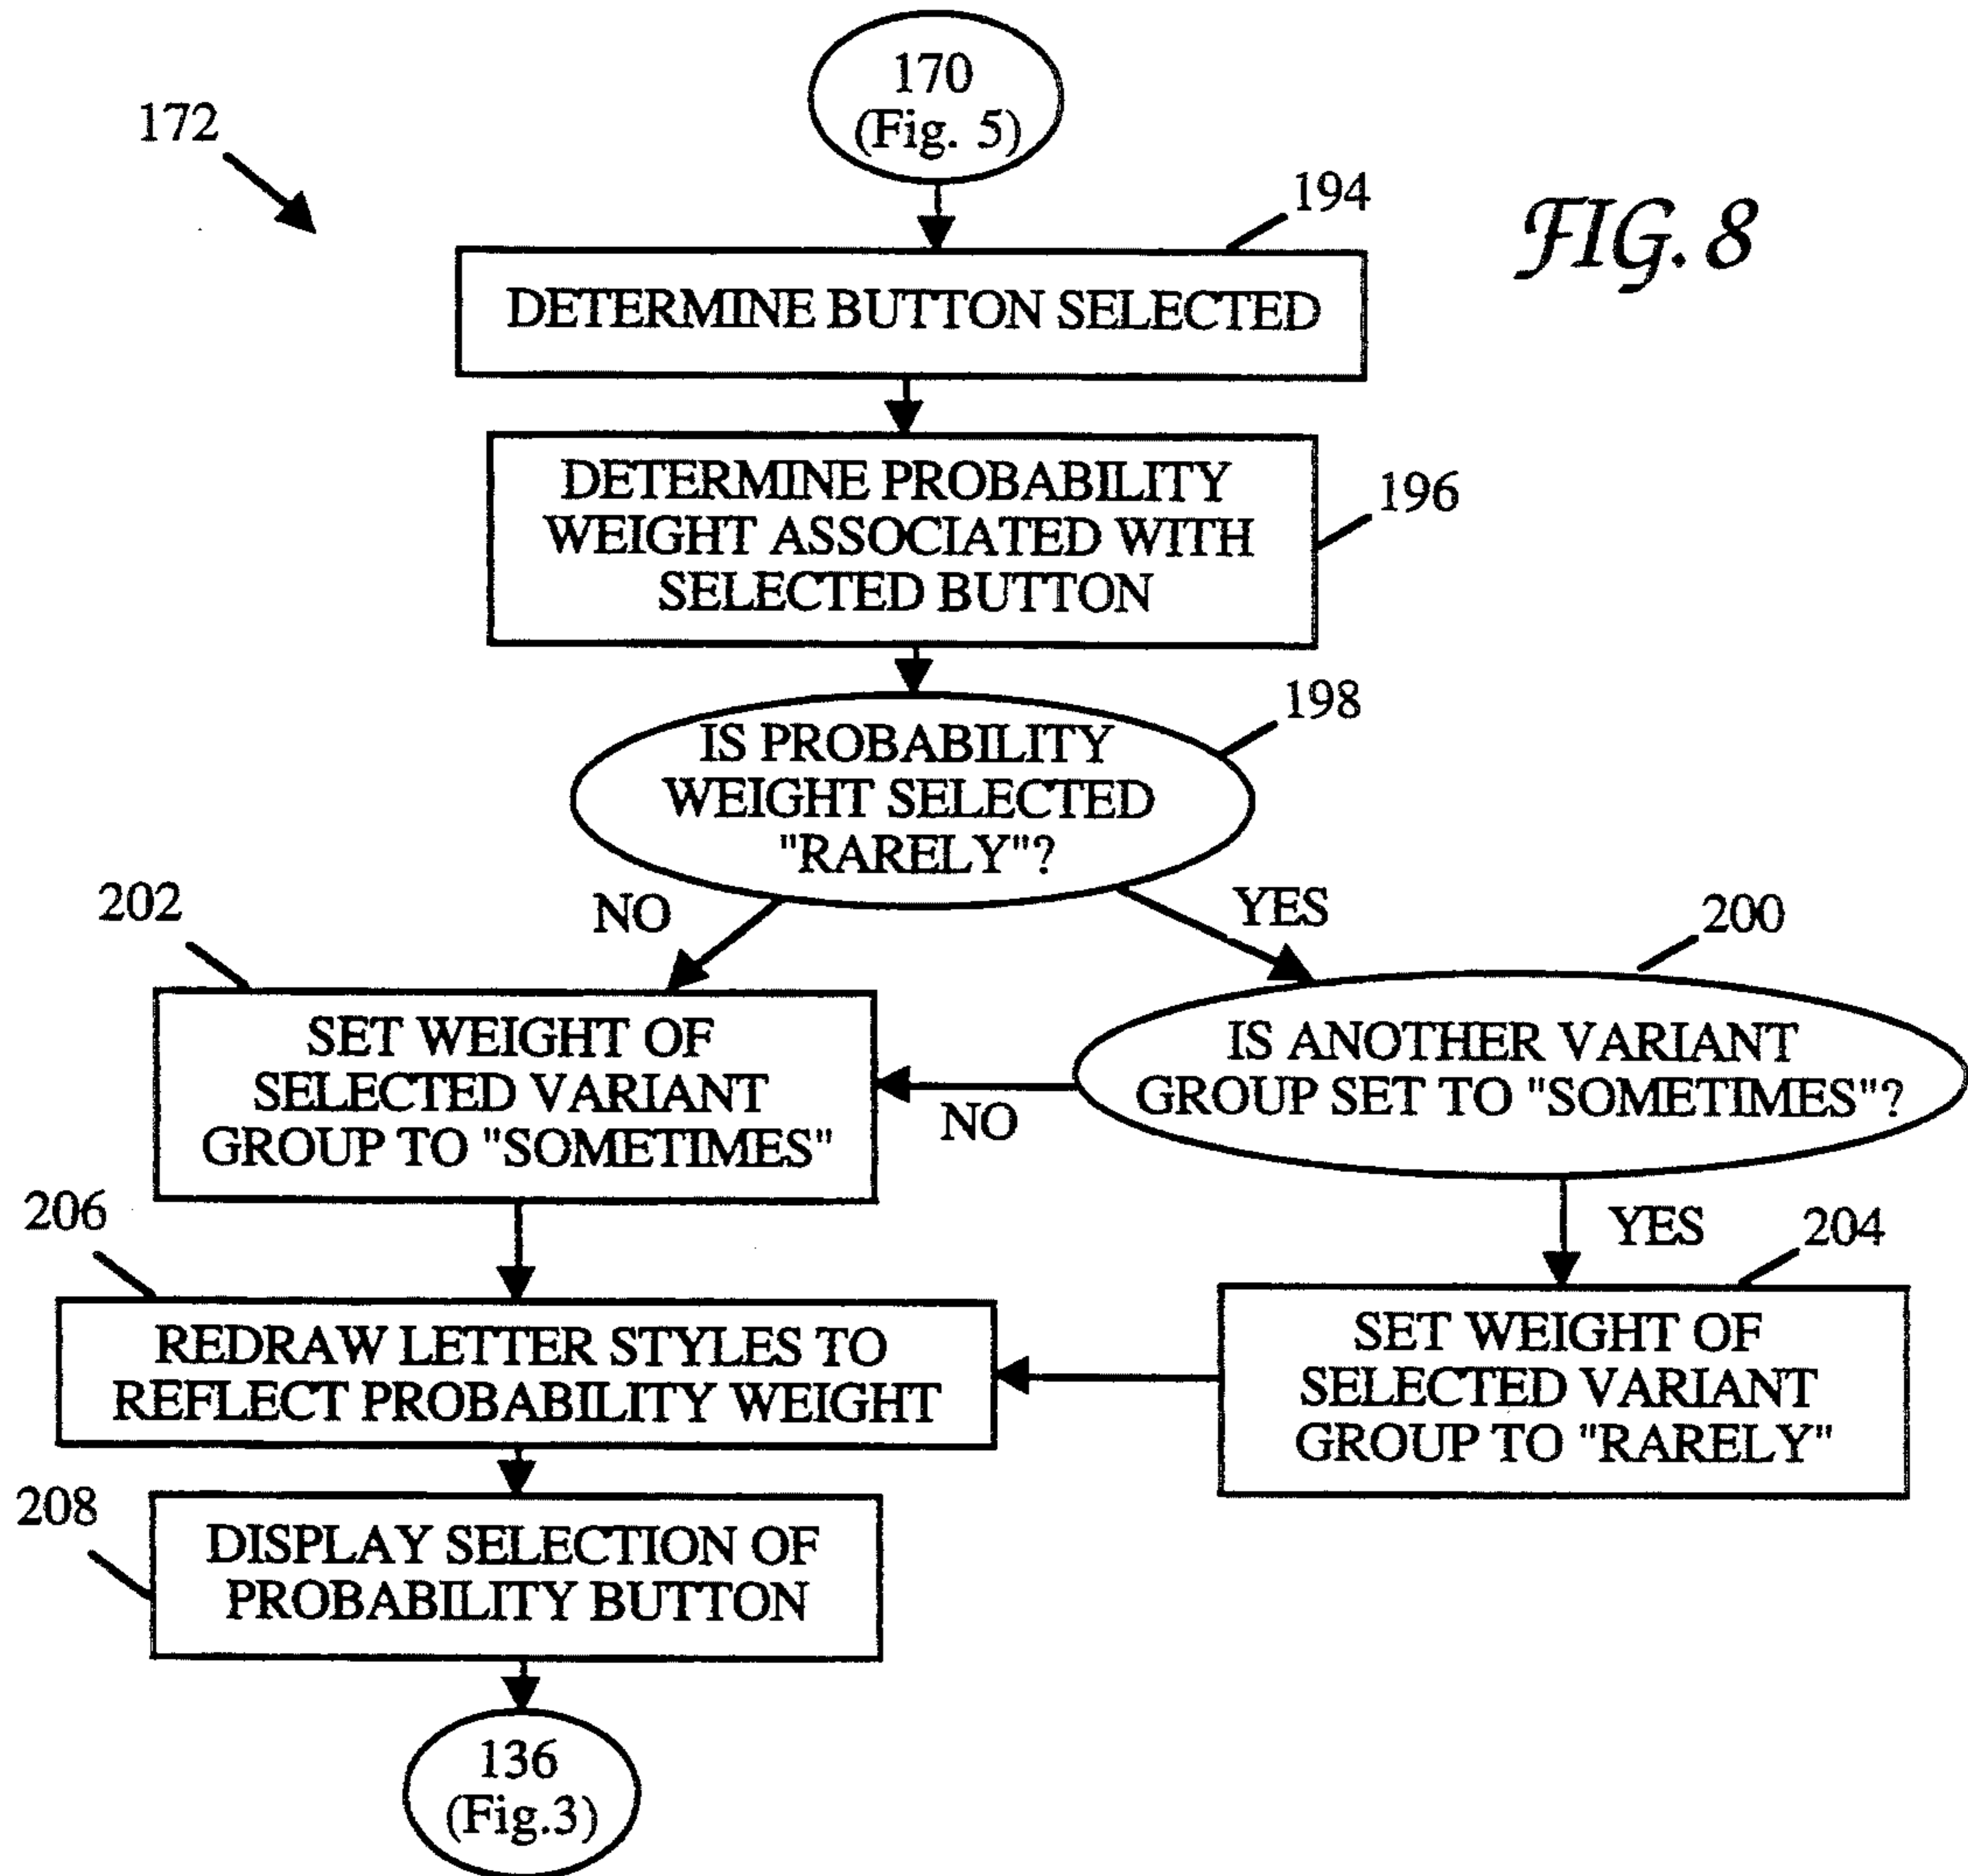 170
(Fig. 5)
172
194
FIG. 8
DETERMINE BUTTON SELECTED
DETERMINE PROBABILITY
WEIGHT ASSOCIATED WITH
SELECTED BUTTON
196
198
IS PROBABILITY
WEIGHT SELECTED
"RARELY"?
202
NO
YES
200
SET WEIGHT OF
SELECTED VARIANT
GROUP TO "SOMETIMES"
IS ANOTHER VARIANT
GROUP SET TO "SOMETIMES"?
NO
206
YES
204
REDRAW LETTER STYLES TO
REFLECT PROBABILITY WEIGHT
SET WEIGHT OF
SELECTED VARIANT
GROUP TO "RARELY"
208
DISPLAY SELECTION OF
PROBABILITY BUTTON
136
(Fig.3)